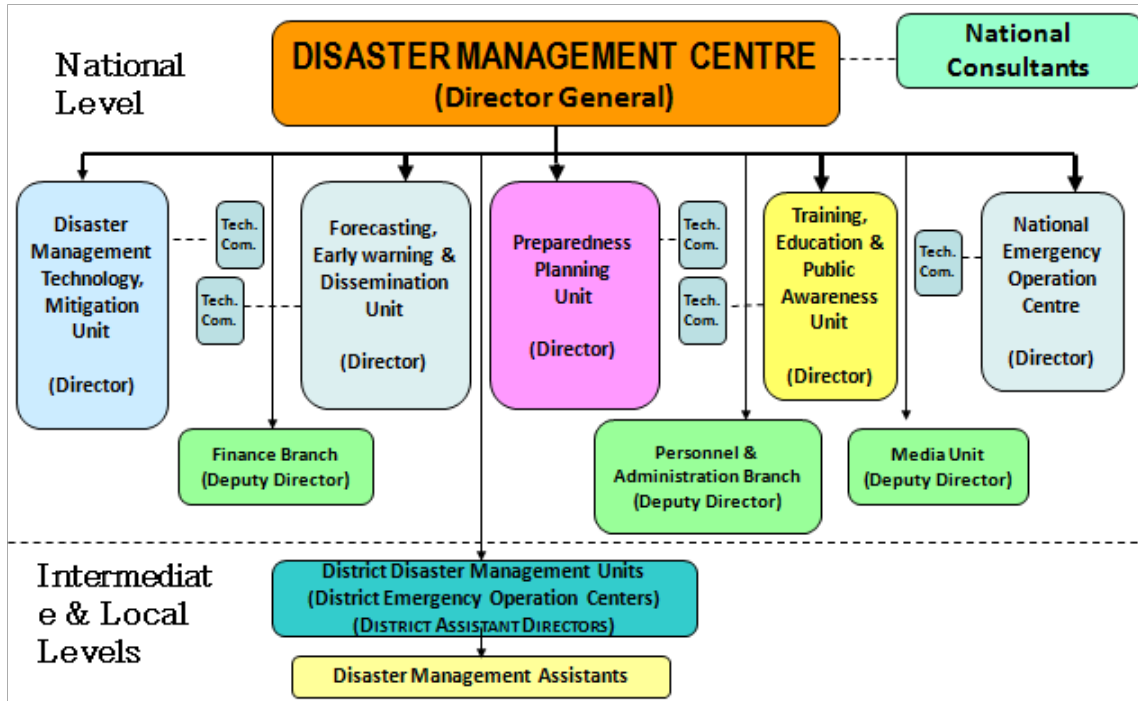 National
Level
DISASTER MANAGEMENT CENTRE
(Director General)
National
Consultants
Disaster
Management
Technology,
Mitigation
Unit
(Director)
Tech.
Com.
Tech.
Com.
Forecasting,
Early warning &
Dissemination
Unit
(Director)
Preparedness
Planning
Unit
(Director)
Tech.
Com.
Tech.
Com.
Training,
Education &
Public
Awareness
Unit
(Director)
Tech.
Com.
National
Emergency
Operation
Centre
(Director)
Finance Branch
(Deputy Director)
Personnel &
Administration Branch
(Deputy Director)
Media Unit
(Deputy Director)
Intermediat
e & Local
Levels
District Disaster Management Units
(District Emergency Operation Centers)
(DISTRICT ASSISTANT DIRECTORS)
Disaster Management Assistants